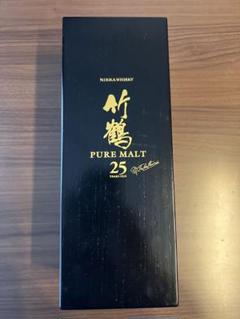 NIKKA WHISKY
竹鶴
PURE MALT
25
YEARS OLD